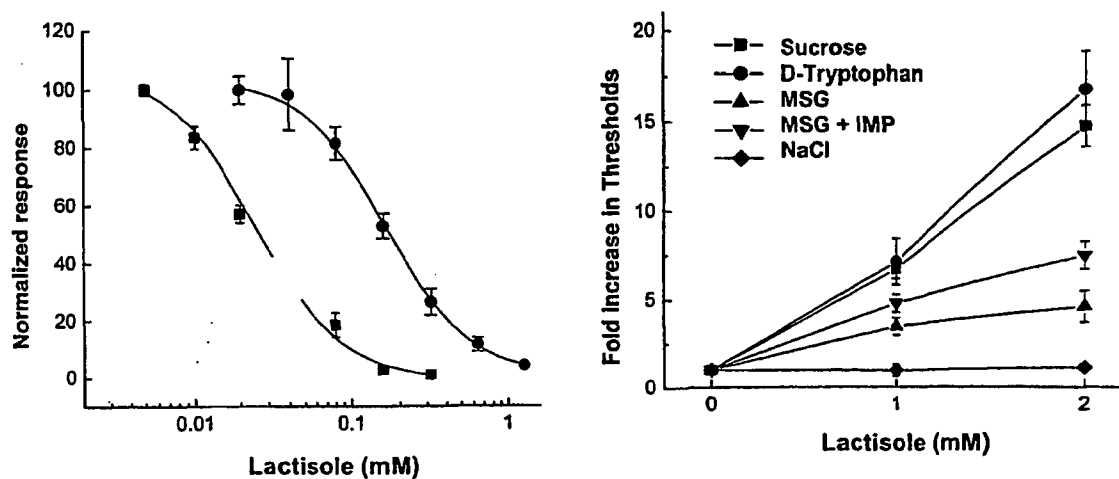 120
100
80
60
40
20
0
Normalized response
0.01
0.1
1
Lactisole (mM)
20
15
10
5
0
Fold Increase in Thresholds
Sucrose
D-Tryptophan
MSG
MSG + IMP
NaCl
0
1
2
Lactisole (mM)